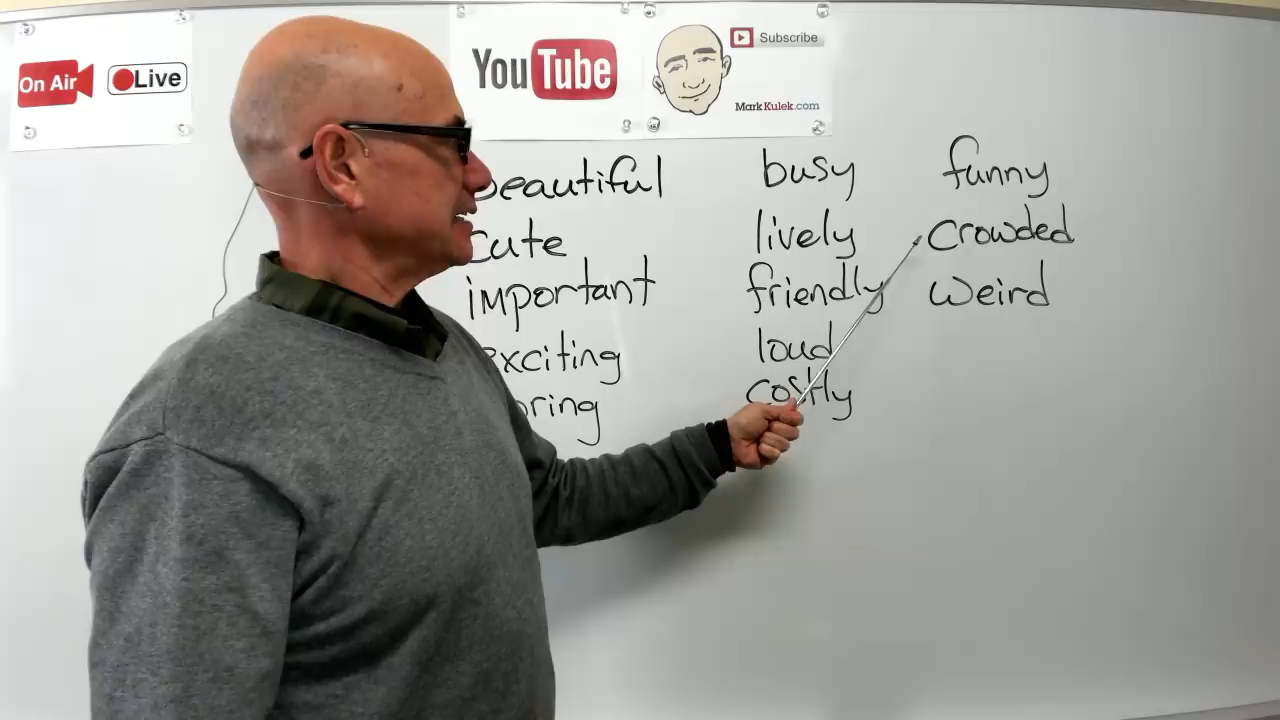 On Air
Live
YouTube
Subscribe
MarkKulek.com
beautiful
cute
important
exciting
boring
busy
lively
friendly
loud
costly
funny
crowded
weird